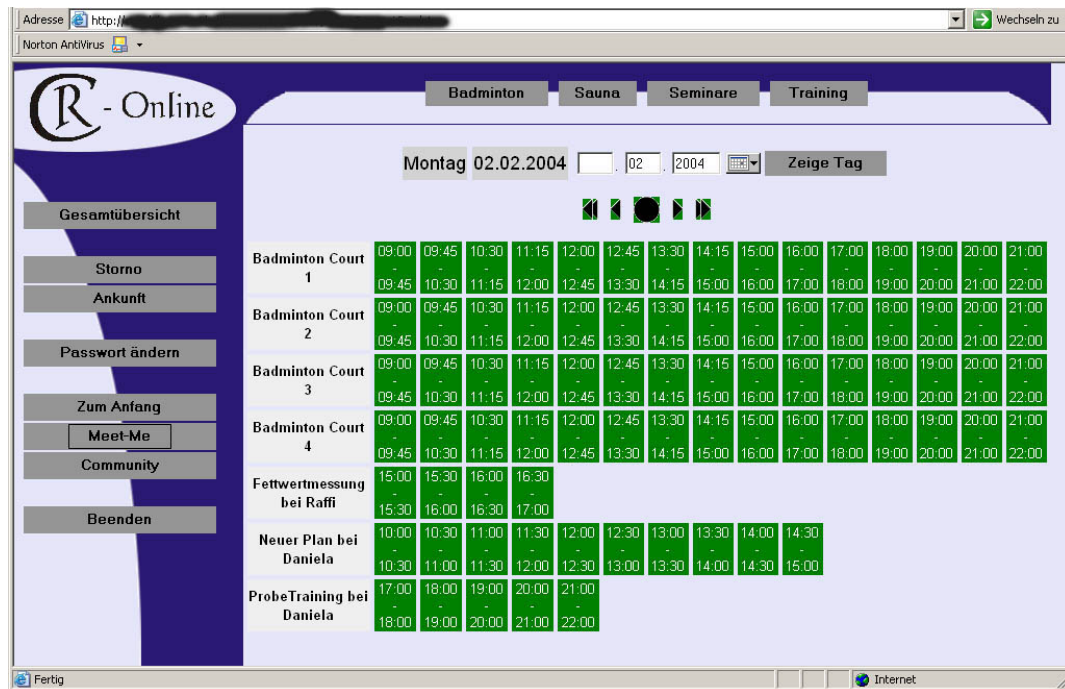 Adresse http://
Wechseln zu
Norton AntiVirus
CR - Online
Badminton Sauna Seminare Training
Montag 02.02.2004 . 02 . 2004 Zeige Tag
Gesamtübersicht
Storno
Ankunft
Passwort ändern
Zum Anfang
Meet-Me
Community
Beenden
Badminton Court
1
09:00 09:45 10:30 11:15 12:00 12:45 13:30 14:15 15:00 16:00 17:00 18:00 19:00 20:00 21:00
- - - - - - - - - - - - - - -
09:45 10:30 11:15 12:00 12:45 13:30 14:15 15:00 16:00 17:00 18:00 19:00 20:00 21:00 22:00
Badminton Court
2
09:00 09:45 10:30 11:15 12:00 12:45 13:30 14:15 15:00 16:00 17:00 18:00 19:00 20:00 21:00
- - - - - - - - - - - - - - -
09:45 10:30 11:15 12:00 12:45 13:30 14:15 15:00 16:00 17:00 18:00 19:00 20:00 21:00 22:00
Badminton Court
3
09:00 09:45 10:30 11:15 12:00 12:45 13:30 14:15 15:00 16:00 17:00 18:00 19:00 20:00 21:00
- - - - - - - - - - - - - - -
09:45 10:30 11:15 12:00 12:45 13:30 14:15 15:00 16:00 17:00 18:00 19:00 20:00 21:00 22:00
Badminton Court
4
09:00 09:45 10:30 11:15 12:00 12:45 13:30 14:15 15:00 16:00 17:00 18:00 19:00 20:00 21:00
- - - - - - - - - - - - - - -
09:45 10:30 11:15 12:00 12:45 13:30 14:15 15:00 16:00 17:00 18:00 19:00 20:00 21:00 22:00
Fettwertmessung
bei Raffi
15:00 15:30 16:00 16:30
- - - -
15:30 16:00 16:30 17:00
Neuer Plan bei
Daniela
10:00 10:30 11:00 11:30 12:00 12:30 13:00 13:30 14:00 14:30
- - - - - - - - - -
10:30 11:00 11:30 12:00 12:30 13:00 13:30 14:00 14:30 15:00
ProbeTraining bei
Daniela
17:00 18:00 19:00 20:00 21:00
- - - - -
18:00 19:00 20:00 21:00 22:00
Fertig
Internet